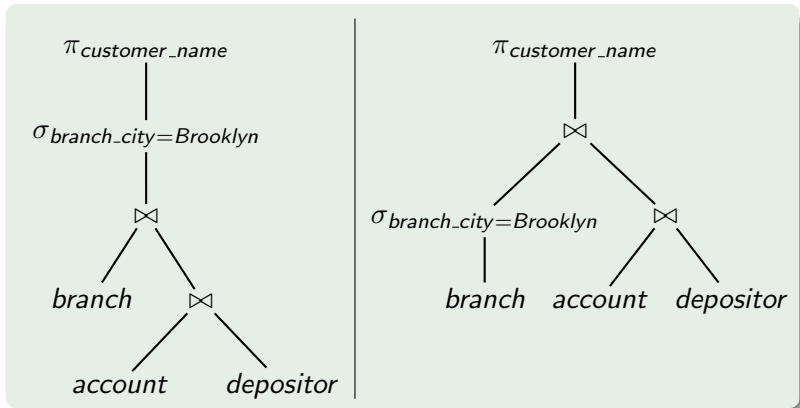 π customer_name
σ branch_city=Brooklyn
⋈
branch
⋈
account depositor
π customer_name
⋈
σ branch_city=Brooklyn
⋈
branch account depositor